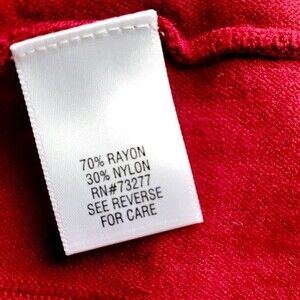 70% RAYON
30% NYLON
RN#73277
SEE REVERSE
FOR CARE